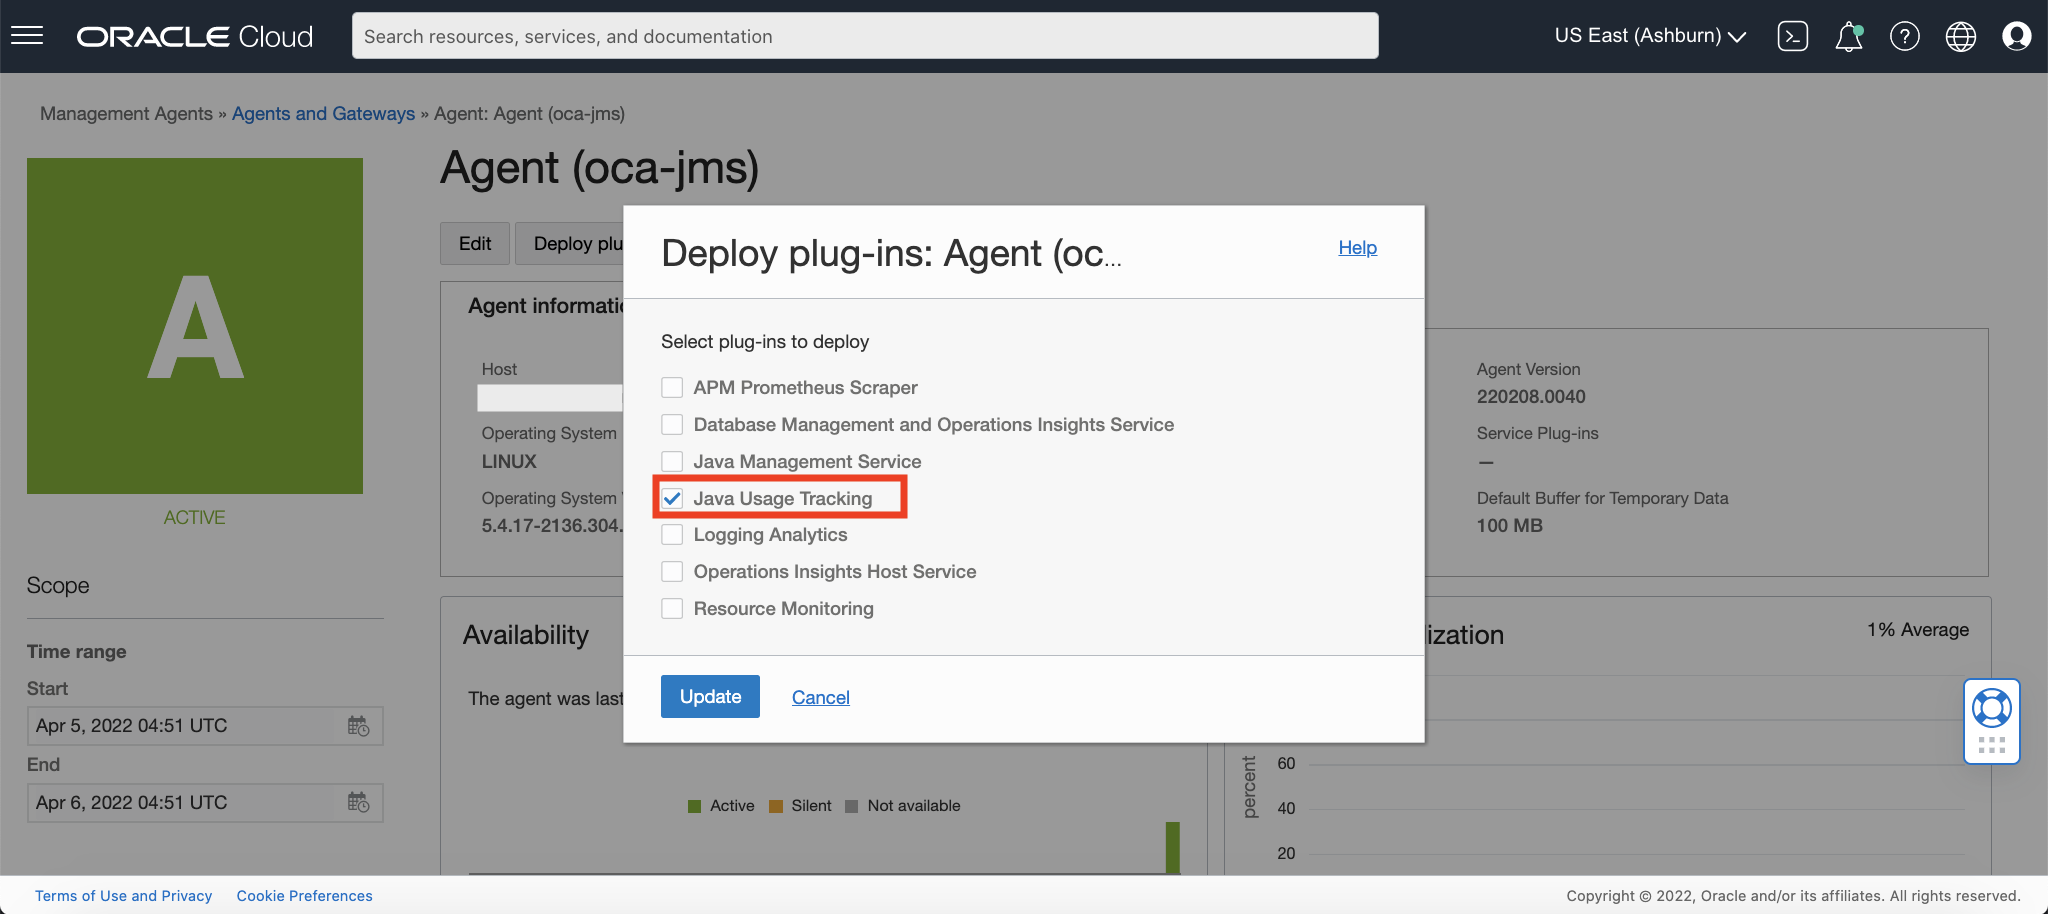 ORACLE Cloud
Search resources, services, and documentation
US East (Ashburn)
Management Agents » Agents and Gateways » Agent: Agent (oca-jms)
A
ACTIVE
Scope
Time range
Start
Apr 5, 2022 04:51 UTC
End
Apr 6, 2022 04:51 UTC
Agent (oca-jms)
Edit
Deploy plu
Agent informati
Host
Operating System
LINUX
Operating System
5.4.17-2136.304.
Agent Version
220208.0040
Service Plug-ins
—
Default Buffer for Temporary Data
100 MB
Deploy plug-ins: Agent (oc...
Help
Select plug-ins to deploy
APM Prometheus Scraper
Database Management and Operations Insights Service
Java Management Service
Java Usage Tracking
Logging Analytics
Operations Insights Host Service
Resource Monitoring
Update
Cancel
Availability
The agent was last
Active
Silent
Not available
lization
1% Average
percent
60
40
20
Terms of Use and Privacy
Cookie Preferences
Copyright © 2022, Oracle and/or its affiliates. All rights reserved.